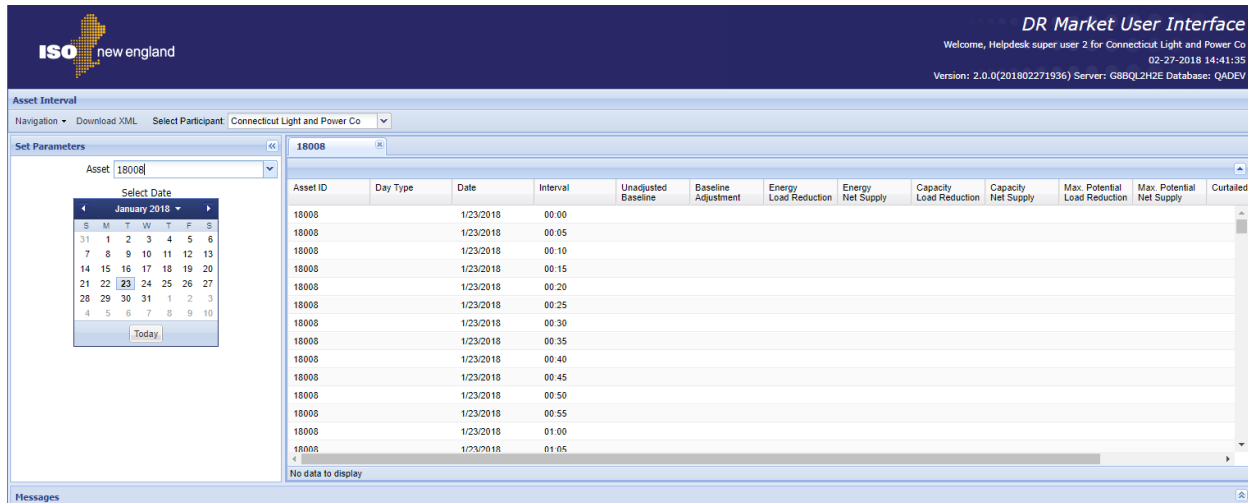 DR Market User Interface
ISO new england
Welcome, Helpdesk super user 2 for Connecticut Light and Power Co
02-27-2018 14:41:35
Version: 2.0.0(201802271936) Server: G8BQL2H2E Database: QADEV
Asset Interval
Navigation Download XML Select Participant: Connecticut Light and Power Co
Set Parameters
Asset 18008
Select Date
January 2018
S M T W T F S
31 1 2 3 4 5 6
7 8 9 10 11 12 13
14 15 16 17 18 19 20
21 22 23 24 25 26 27
28 29 30 31 1 2 3
4 5 6 7 8 9 10
Today
18008
Asset ID Day Type Date Interval Unadjusted Baseline Baseline Adjustment Energy Load Reduction Energy Net Supply Capacity Load Reduction Capacity Net Supply Max. Potential Load Reduction Max. Potential Net Supply Curtailed
18008 1/23/2018 00:00
18008 1/23/2018 00:05
18008 1/23/2018 00:10
18008 1/23/2018 00:15
18008 1/23/2018 00:20
18008 1/23/2018 00:25
18008 1/23/2018 00:30
18008 1/23/2018 00:35
18008 1/23/2018 00:40
18008 1/23/2018 00:45
18008 1/23/2018 00:50
18008 1/23/2018 00:55
18008 1/23/2018 01:00
18008 1/23/2018 01:05
No data to display
Messages